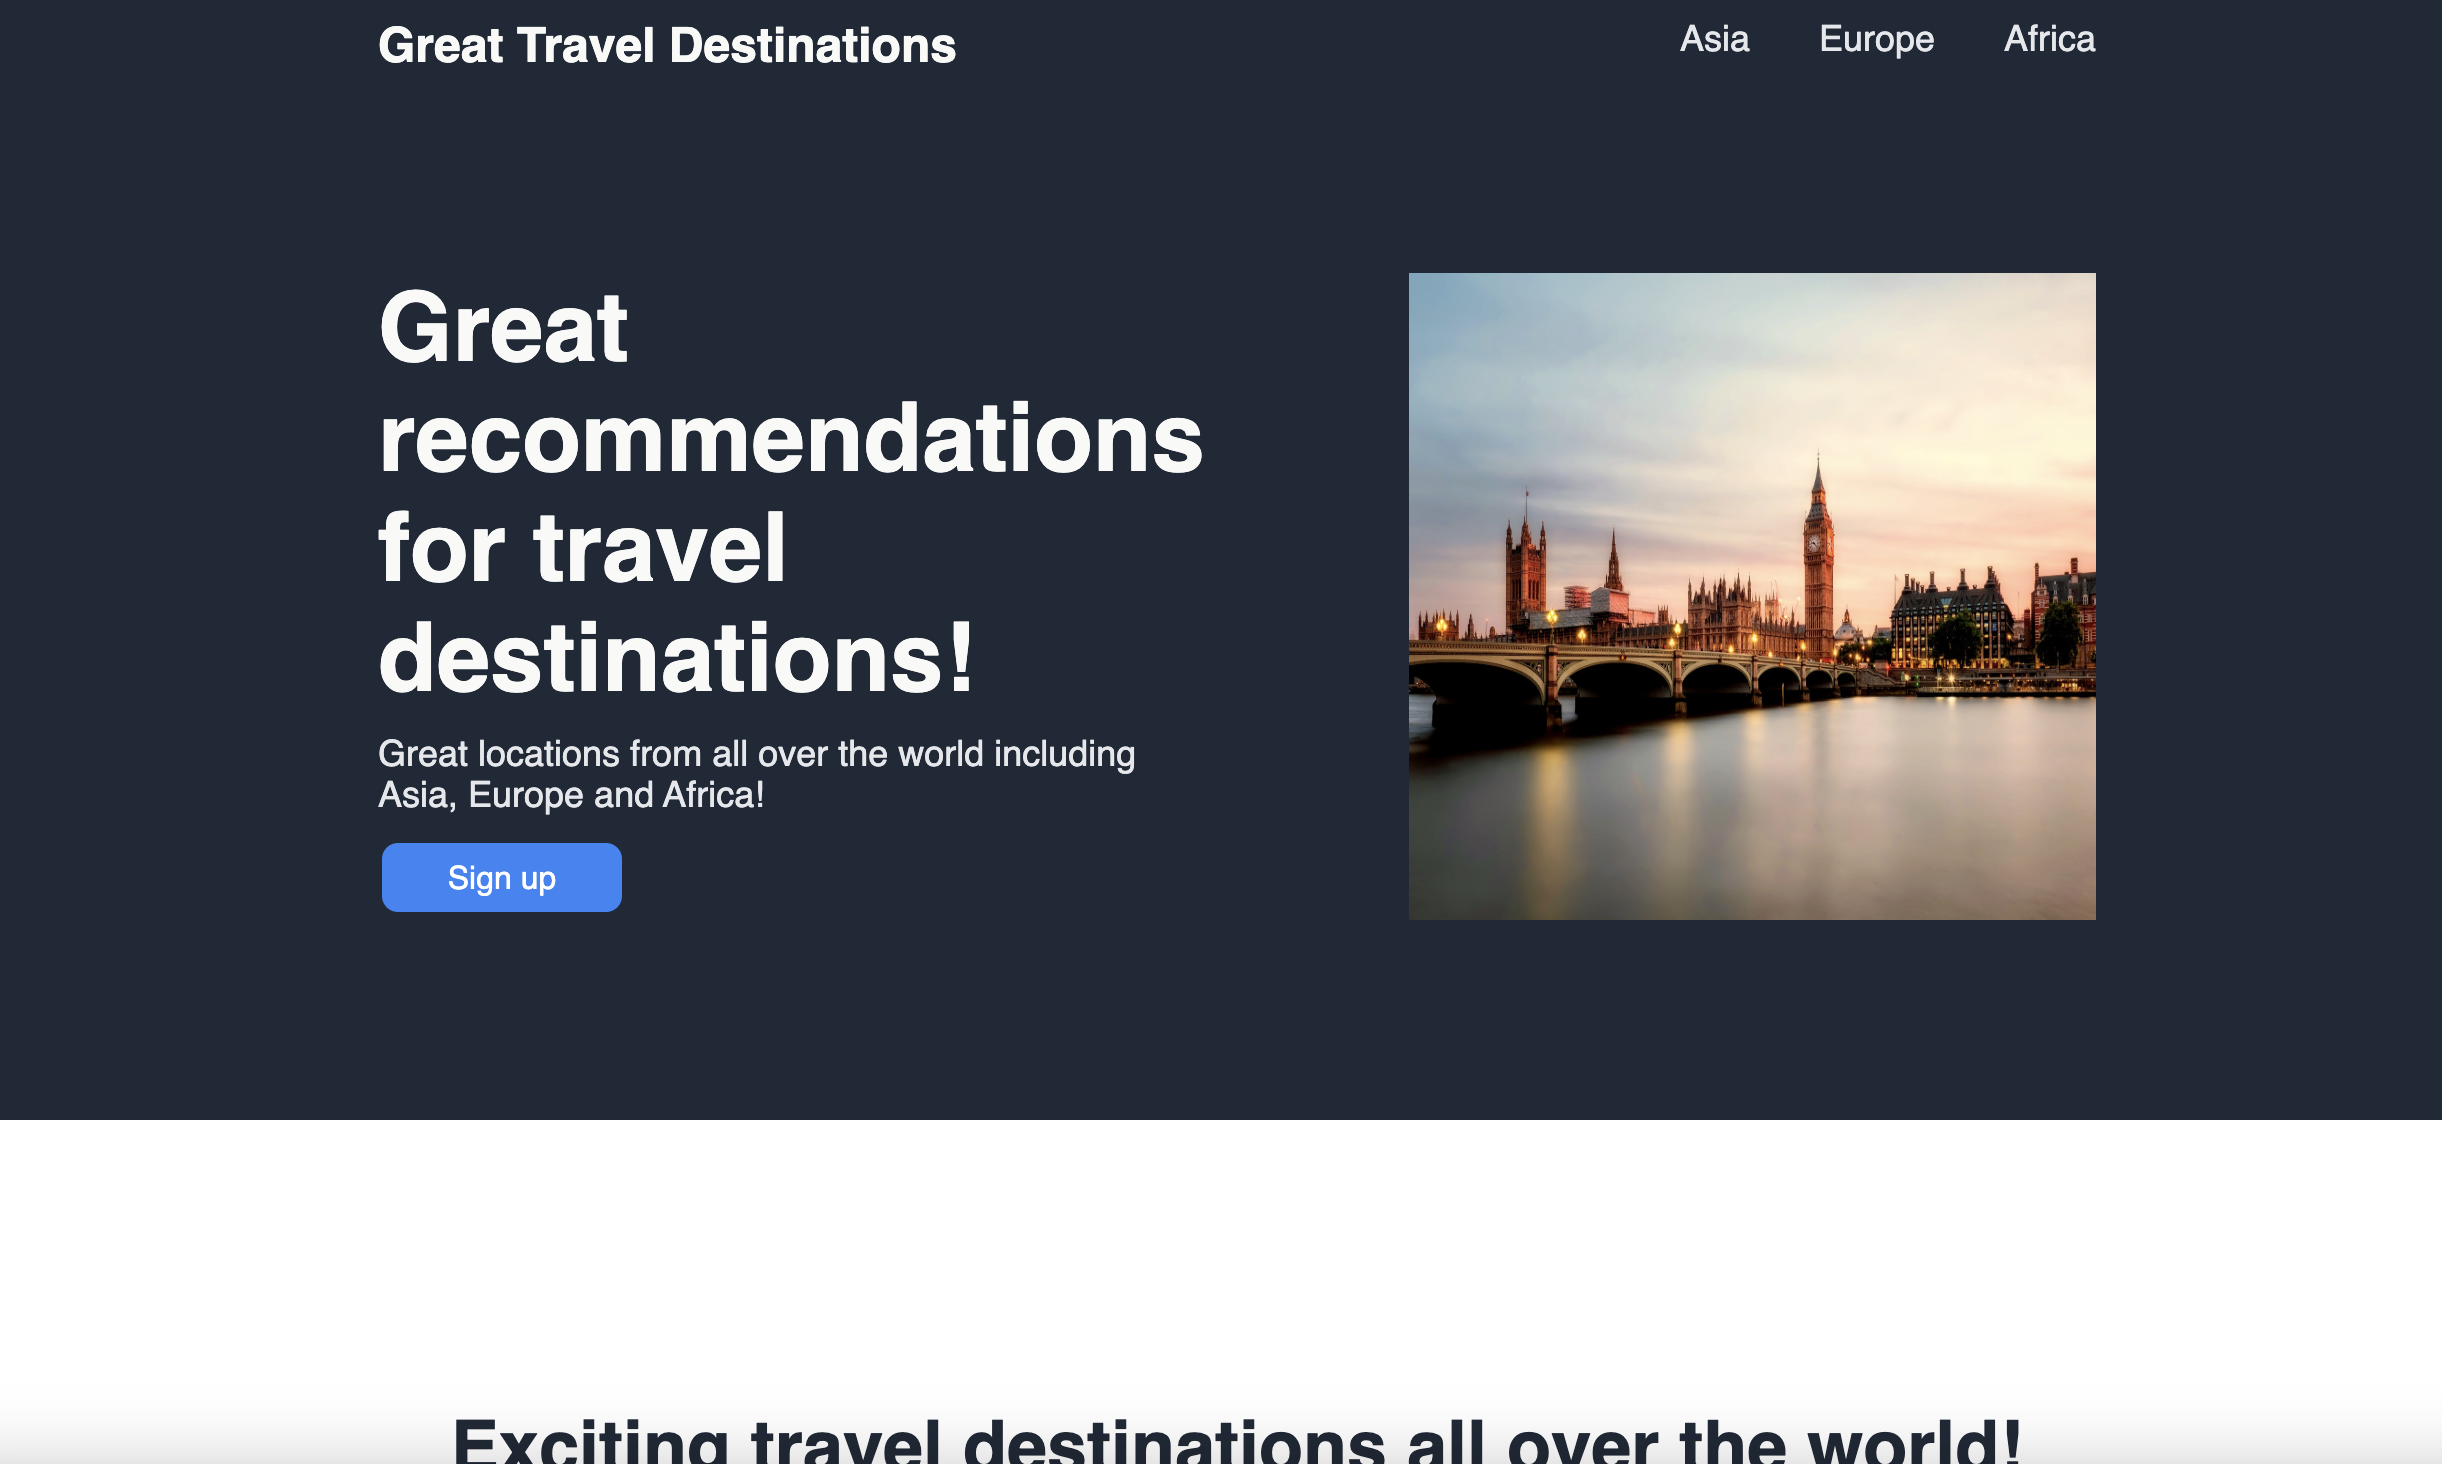 Great Travel Destinations
Asia Europe Africa
Great
recommendations
for travel
destinations!
Great locations from all over the world including
Asia, Europe and Africa!
Sign up
Exciting travel destinations all over the world!